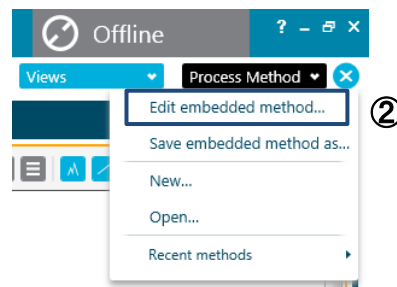 Offline
?
Views
Process Method
Edit embedded method...
②
Save embedded method as...
New...
Open...
Recent methods